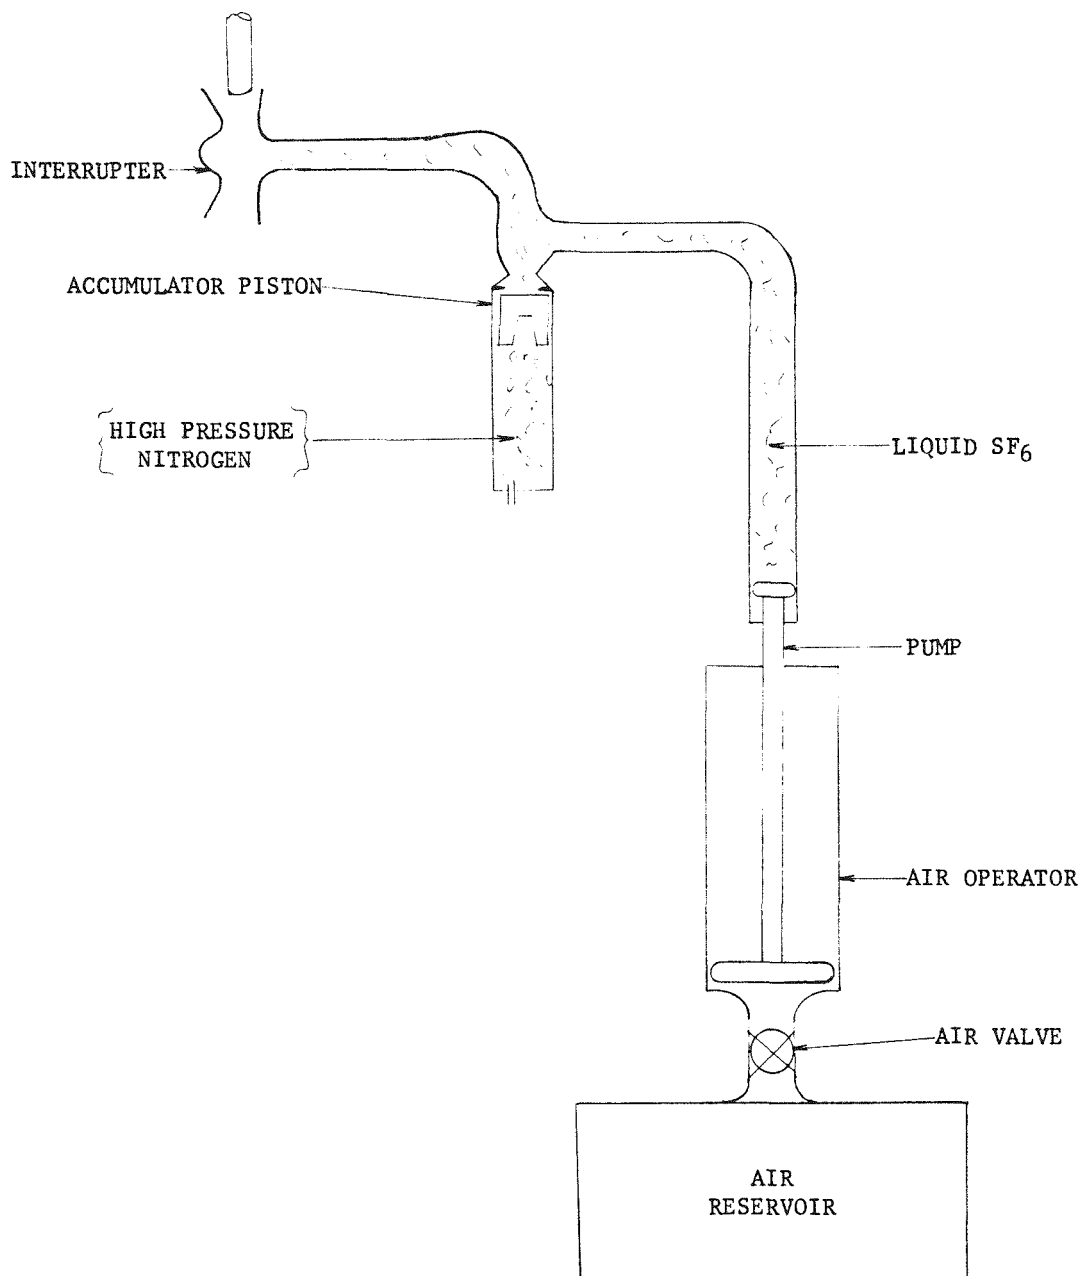 INTERRUPTER
ACCUMULATOR PISTON
HIGH PRESSURE
NITROGEN
LIQUID SF6
PUMP
AIR OPERATOR
AIR VALVE
AIR
RESERVOIR